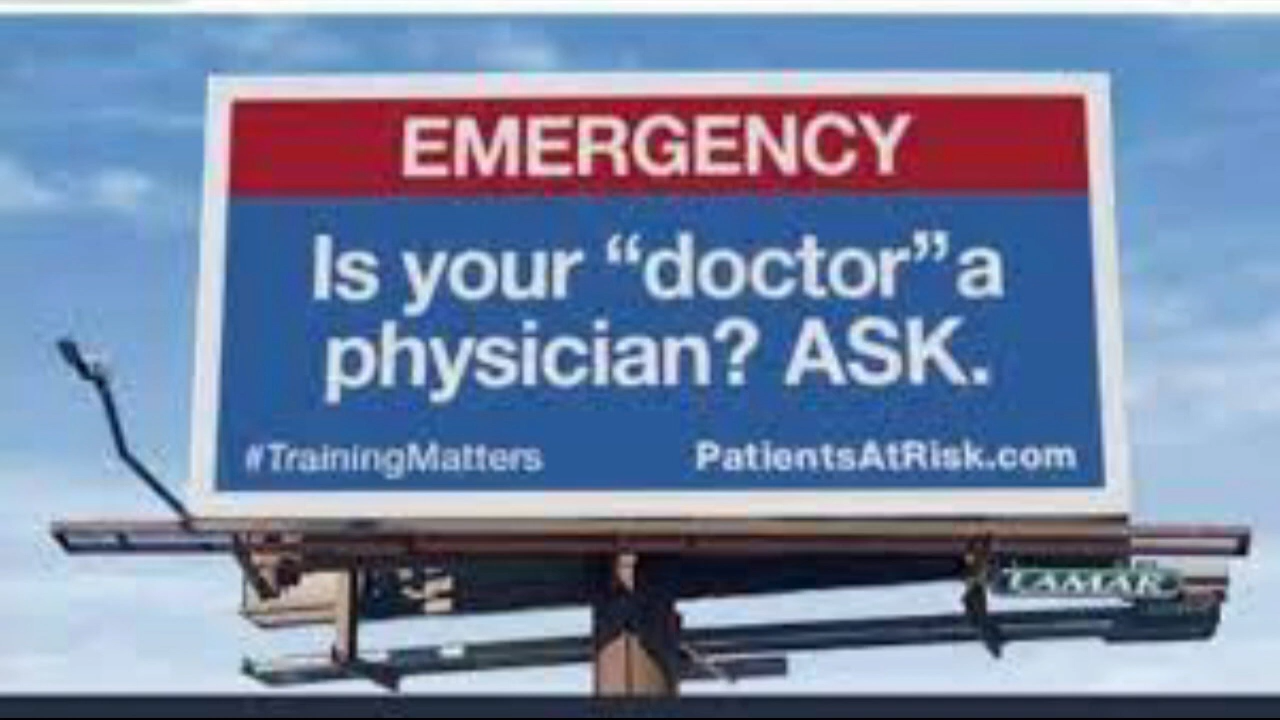 EMERGENCY
Is your “doctor” a
physician? ASK.
#TrainingMatters
PatientsAtRisk.com
LAMAR